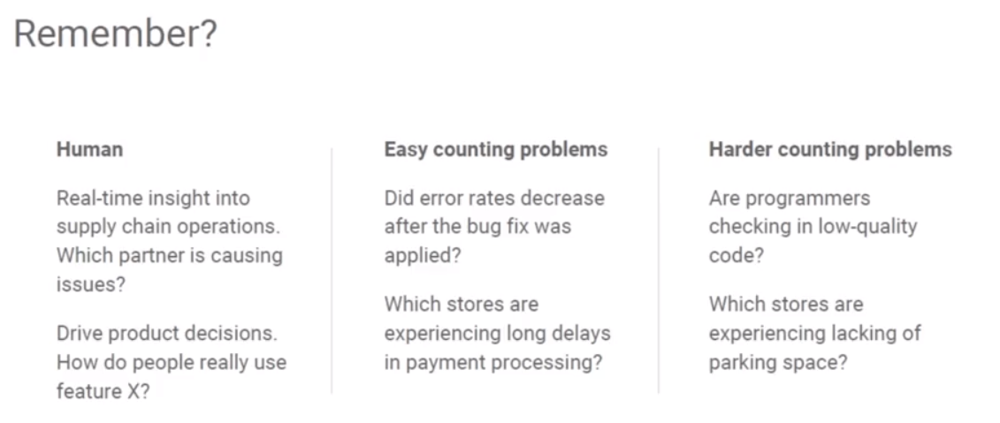 Remember?
Human
Real-time insight into
supply chain operations.
Which partner is causing
issues?
Drive product decisions.
How do people really use
feature X?
Easy counting problems
Did error rates decrease
after the bug fix was
applied?
Which stores are
experiencing long delays
in payment processing?
Harder counting problems
Are programmers
checking in low-quality
code?
Which stores are
experiencing lacking of
parking space?